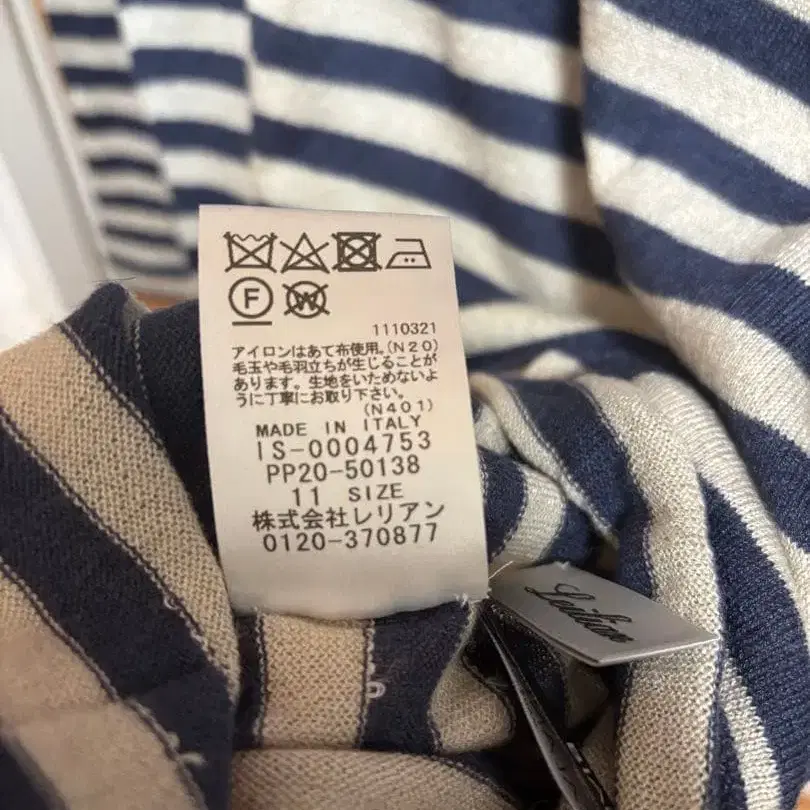 F W
1110321
アイロンはあて布使用。(N20)
毛玉や毛羽立ちが生じることが
あります。生地をいためないよ
うに丁寧にお取り下さい。
(N401)
MADE IN ITALY
IS-0004753
PP20-50138
11 SIZE
株式会社レリアン
0120-370877
Leilian